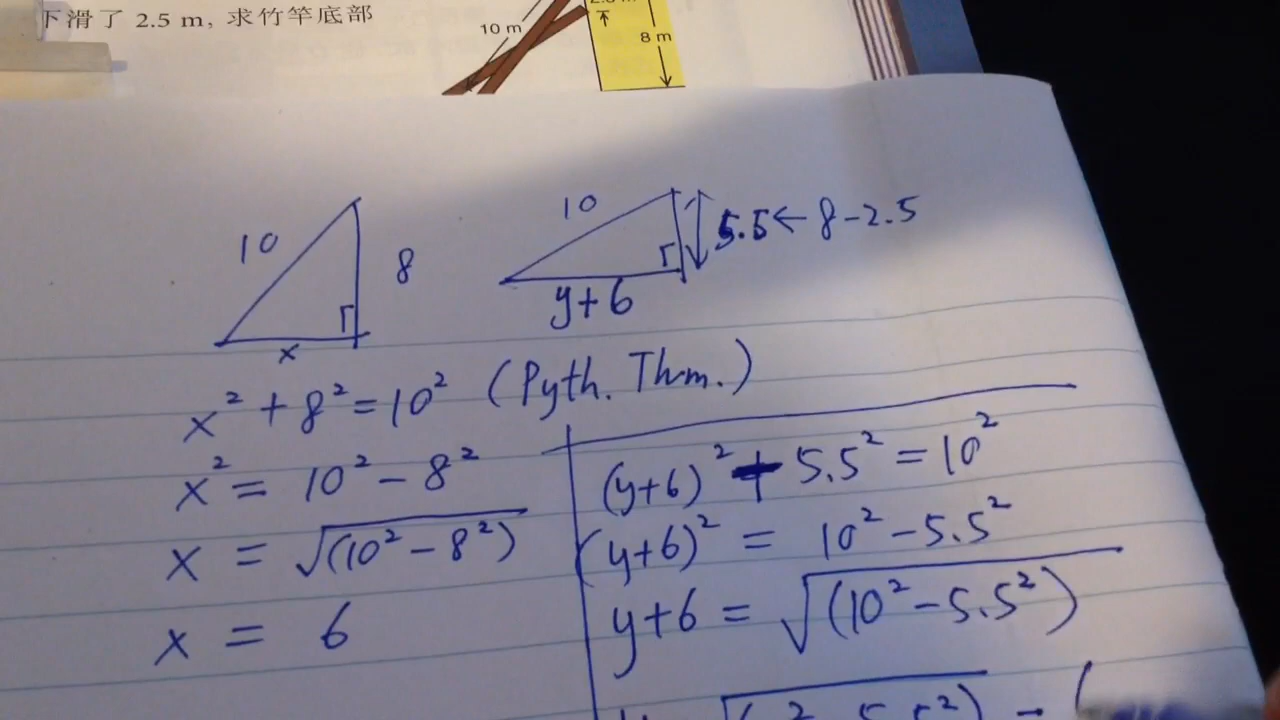 下滑了 2.5 m, 求竹竿底部
10 m
8 m
10
8
x
10
5.5 ← 8 - 2.5
y + 6
x² + 8² = 10² (Pyth. Thm.)
x² = 10² - 8²
x = √(10² - 8²)
x = 6
(y+6)² + 5.5² = 10²
(y+6)² = 10² - 5.5²
y+6 = √(10² - 5.5²)